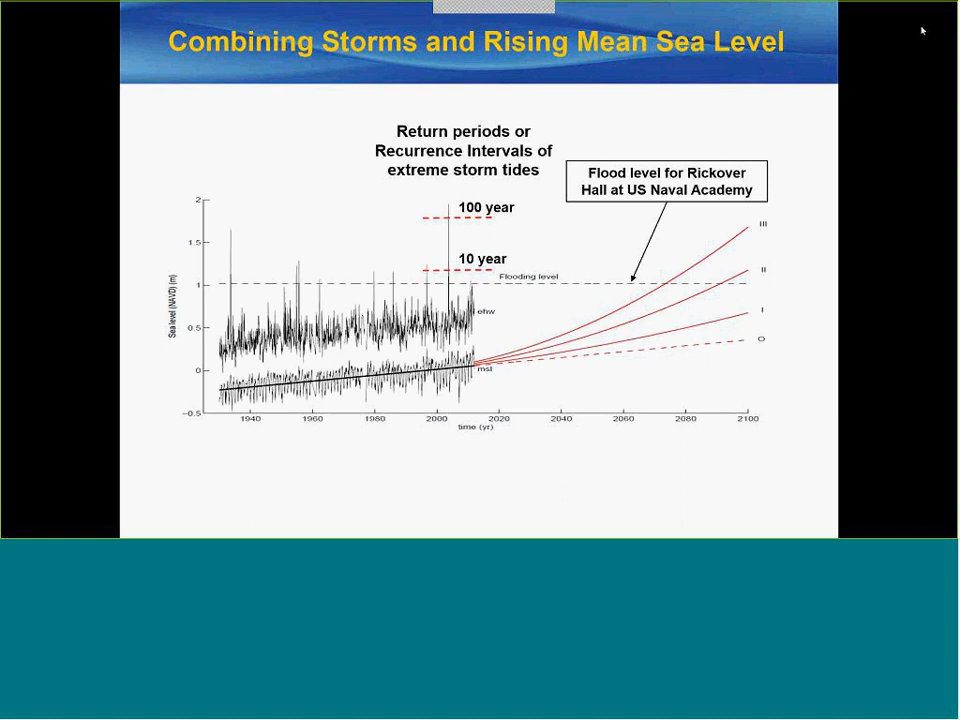 Combining Storms and Rising Mean Sea Level
Return periods or
Recurrence Intervals of
extreme storm tides
Flood level for Rickover
Hall at US Naval Academy
100 year
10 year
Flooding level
ehw
msl
III
II
I
O
Sea level (NAVD) (m)
2
1.5
1
0.5
0
−0.5
1940 1960 1980 2000 2020 2040 2060 2080 2100
time (yr)